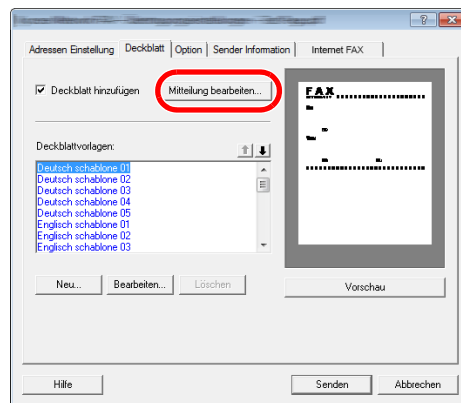 Adressen Einstellung Deckblatt Option Sender Information Internet FAX
Deckblatt hinzufügen Mitteilung bearbeiten...
FAX
Deckblattvorlagen:
Deutsch schablone 01
Deutsch schablone 02
Deutsch schablone 03
Deutsch schablone 04
Deutsch schablone 05
Englisch schablone 01
Englisch schablone 02
Englisch schablone 03
Neu... Bearbeiten... Löschen Vorschau
Hilfe Senden Abbrechen